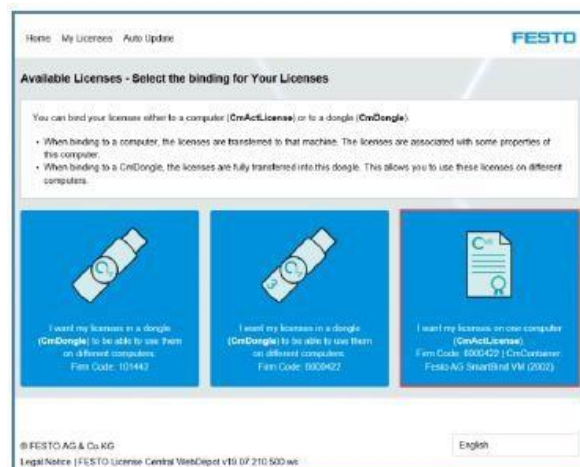 Home My Licenses Auto Update
FESTO
Available Licenses - Select the binding for Your Licenses
You can bind your licenses either to a computer (CmActLicense) or to a dongle (CmDongle).
• When binding to a computer, the licenses are transferred to that machine. The licenses are associated with some properties of
this computer.
• When binding to a CmDongle, the licenses are fully transferred into this dongle. This allows you to use these licenses on different
computers.
I want my licenses in a dongle
(CmDongle) to be able to use them
on different computers.
Firm Code: 101442
3
I want my licenses in a dongle
(CmDongle) to be able to use them
on different computers.
Firm Code: 6000422
I want my licenses on one computer
(CmActLicense).
Firm Code: 6000422 | CmContainer:
Festo AG SmartBind VM (2002)
© FESTO AG & Co. KG
English
Legal Notice | FESTO License Central WebDepot v19.07.210.500.ws